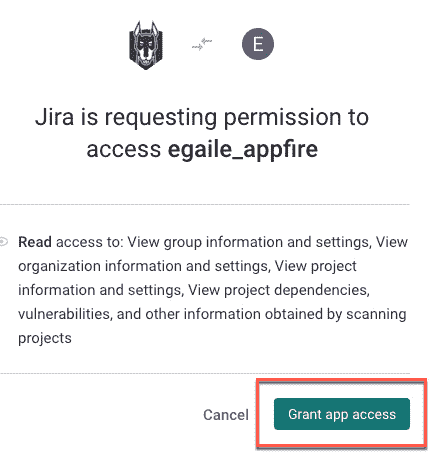 E
Jira is requesting permission to
access egaile_appfire
Read access to: View group information and settings, View
organization information and settings, View project
information and settings, View project dependencies,
vulnerabilities, and other information obtained by scanning
projects
Cancel
Grant app access